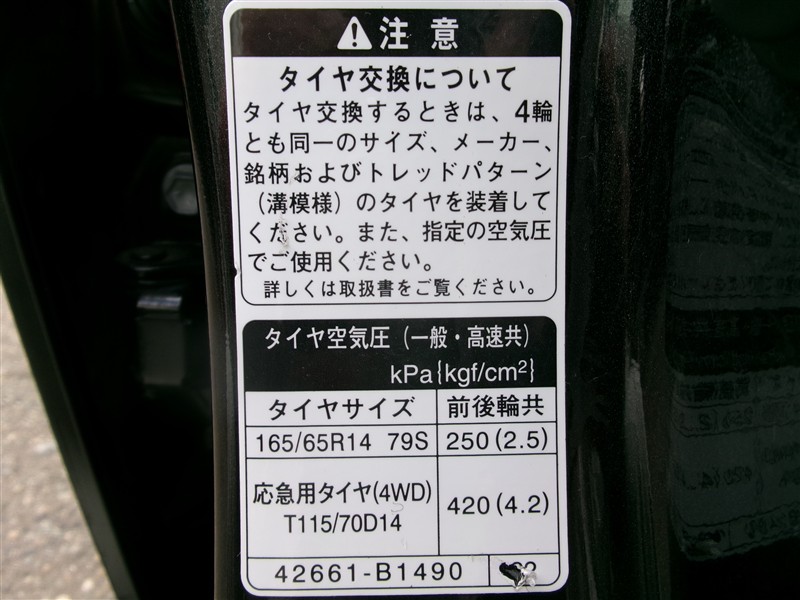 ⚠注 意
タイヤ交換について
タイヤ交換するときは、4輪
とも同一のサイズ、メーカー、
銘柄およびトレッドパターン
（溝模様）のタイヤを装着して
ください。また、指定の空気圧
でご使用ください。
詳しくは取扱書をご覧ください。
タイヤ空気圧（一般・高速共）
kPa{kgf/cm²}
タイヤサイズ 前後輪共
165/65R14 79S 250(2.5)
応急用タイヤ(4WD)
T115/70D14 420(4.2)
42661-B1490